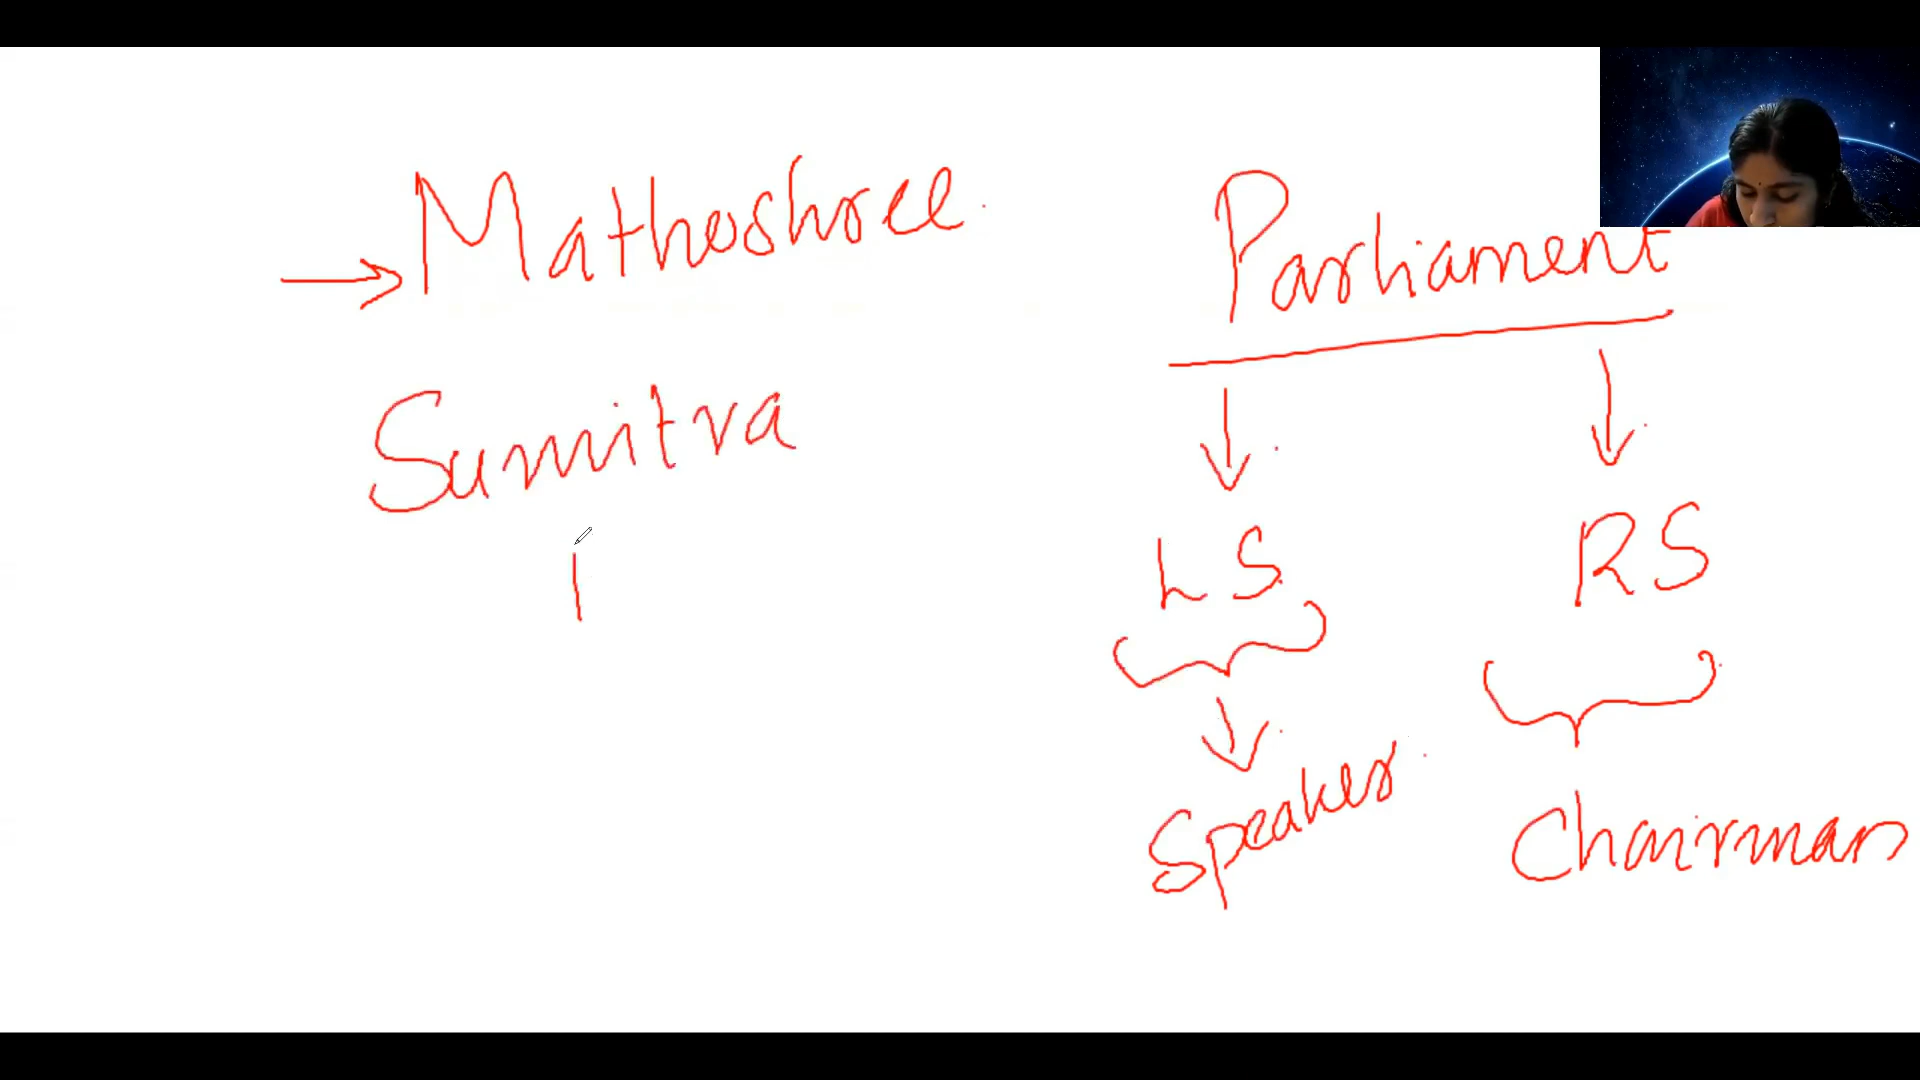 → Mathoshree
Sumitra
Parliament
LS
RS
Speaker
Chairman